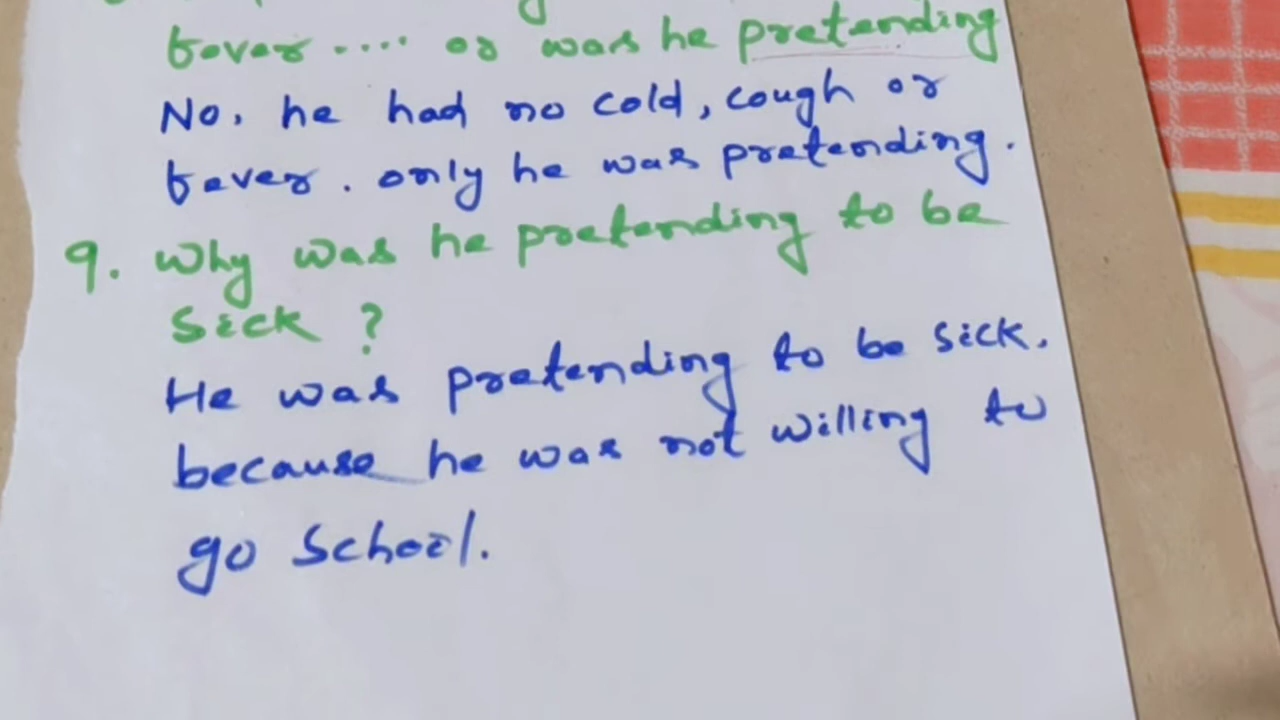 fever .... or was he pretending
No, he had no cold, cough or
fever. only he was pretending.
9. Why was he pretending to be
Sick ?
He was pretending to be sick.
because he was not willing to
go School.